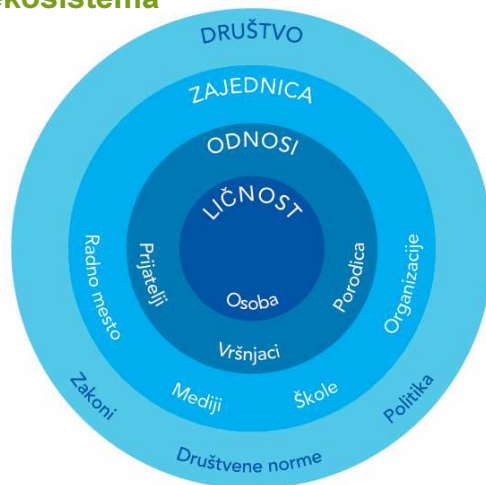 ekosistema
DRUŠTVO
ZAJEDNICA
ODNOSI
LIČNOST
Osoba
Prijatelji
Vršnjaci
Porodica
Radno mesto
Mediji
Škole
Organizacije
Zakoni
Društvene norme
Politika